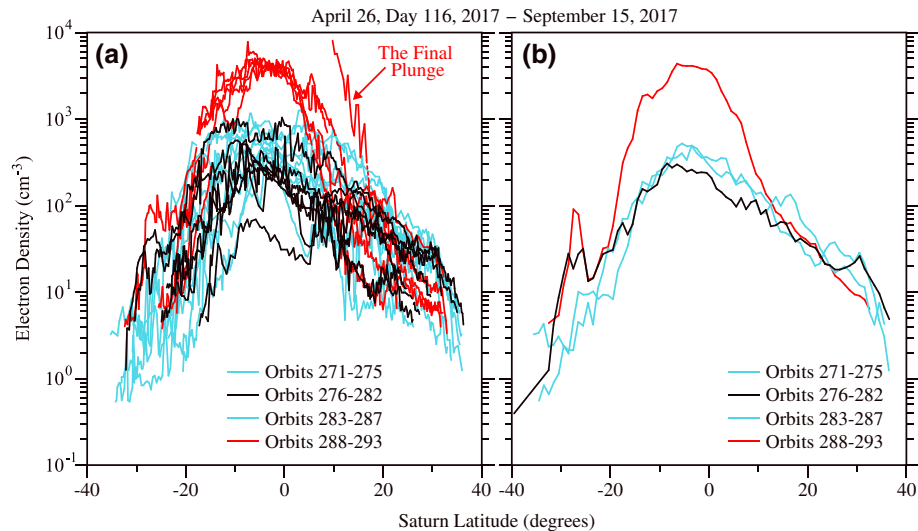 April 26, Day 116, 2017 – September 15, 2017
(a)
(b)
The Final
Plunge
Electron Density (cm-3)
10^4
10^3
10^2
10^1
10^0
10^-1
Orbits 271-275
Orbits 276-282
Orbits 283-287
Orbits 288-293
Orbits 271-275
Orbits 276-282
Orbits 283-287
Orbits 288-293
-40 -20 0 20 40 -40 -20 0 20 40
Saturn Latitude (degrees)